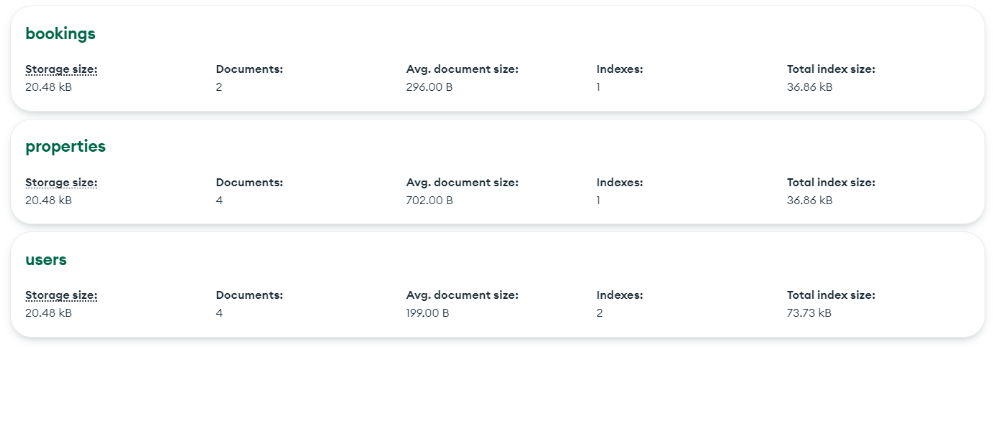 bookings
Storage size: Documents: Avg. document size: Indexes: Total index size:
20.48 kB 2 296.00 B 1 36.86 kB
properties
Storage size: Documents: Avg. document size: Indexes: Total index size:
20.48 kB 4 702.00 B 1 36.86 kB
users
Storage size: Documents: Avg. document size: Indexes: Total index size:
20.48 kB 4 199.00 B 2 73.73 kB